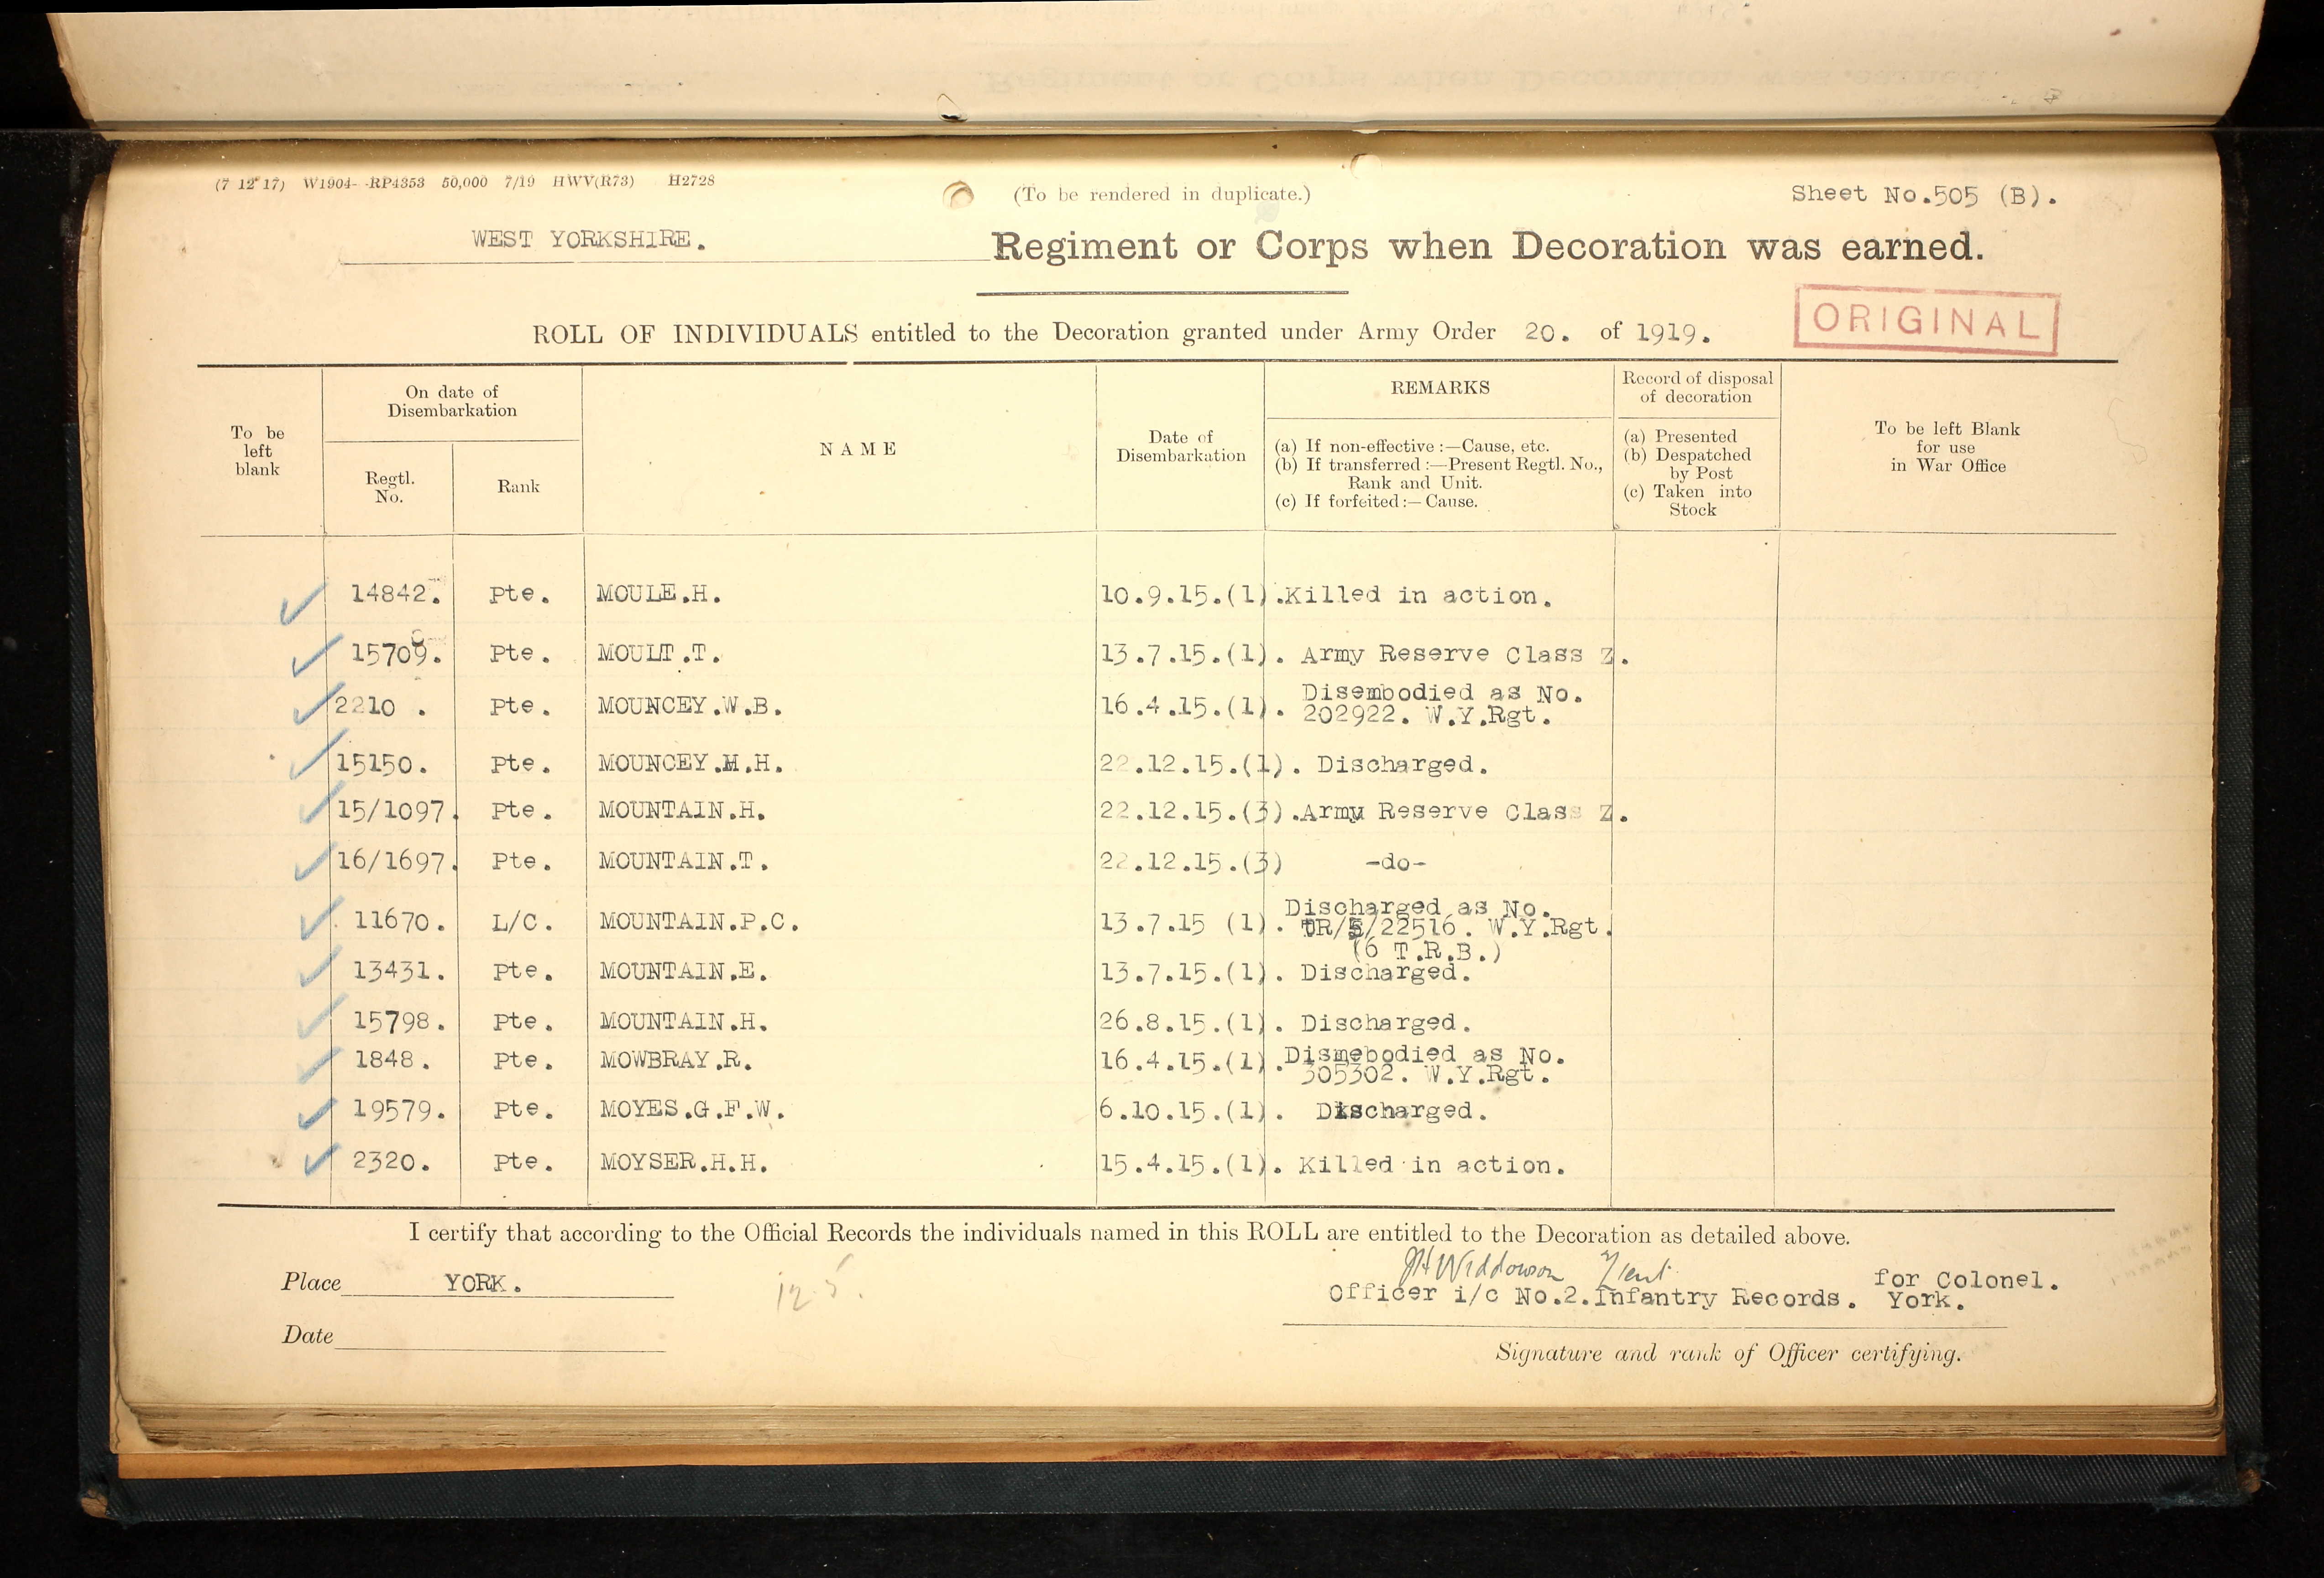 (7 12 17) W1904- -RP4353 50,000 7/19 HWV(R73) H2728
(To be rendered in duplicate.)
Sheet No.505 (B).
WEST YORKSHIRE. Regiment or Corps when Decoration was earned.
ORIGINAL
ROLL OF INDIVIDUALS entitled to the Decoration granted under Army Order 20. of 1919.
To be left blank
On date of Disembarkation
Regtl. No.
Rank
NAME
Date of Disembarkation
REMARKS
(a) If non-effective :—Cause, etc.
(b) If transferred :—Present Regtl. No., Rank and Unit.
(c) If forfeited :—Cause.
Record of disposal of decoration
(a) Presented
(b) Despatched by Post
(c) Taken into Stock
To be left Blank for use in War Office
14842. Pte. MOULE.H. 10.9.15.(1).Killed in action.
15709. Pte. MOULT.T. 13.7.15.(1). Army Reserve Class Z.
2210 . Pte. MOUNCEY.W.B. 16.4.15.(1). Disembodied as No.
202922. W.Y.Rgt.
15150. Pte. MOUNCEY.M.H. 22.12.15.(1). Discharged.
15/1097. Pte. MOUNTAIN.H. 22.12.15.(3).Army Reserve Class Z.
16/1697. Pte. MOUNTAIN.T. 22.12.15.(3) -do-
11670. L/C. MOUNTAIN.P.C. 13.7.15 (1). Discharged as No.
TR/5/22516. W.Y.Rgt.
(6 T.R.B.)
13431. Pte. MOUNTAIN.E. 13.7.15.(1). Discharged.
15798. Pte. MOUNTAIN.H. 26.8.15.(1). Discharged.
1848. Pte. MOWBRAY.R. 16.4.15.(1).Dismebodied as No.
305302. W.Y.Rgt.
19579. Pte. MOYES.G.F.W. 6.10.15.(1). Discharged.
2320. Pte. MOYSER.H.H. 15.4.15.(1). Killed in action.
I certify that according to the Official Records the individuals named in this ROLL are entitled to the Decoration as detailed above.
Widdowson
Place YORK.
125.
for Colonel.
Officer i/c No.2.Infantry Records. York.
Date
Signature and rank of Officer certifying.